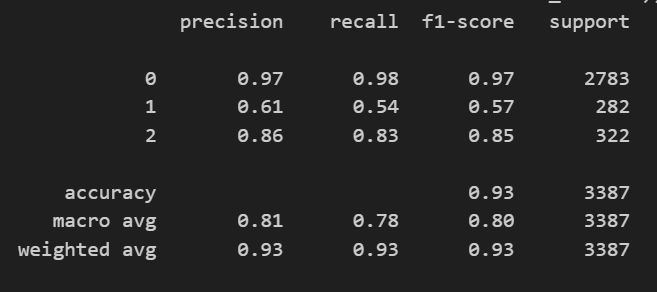 precision recall f1-score support
0 0.97 0.98 0.97 2783
1 0.61 0.54 0.57 282
2 0.86 0.83 0.85 322
accuracy 0.93 3387
macro avg 0.81 0.78 0.80 3387
weighted avg 0.93 0.93 0.93 3387